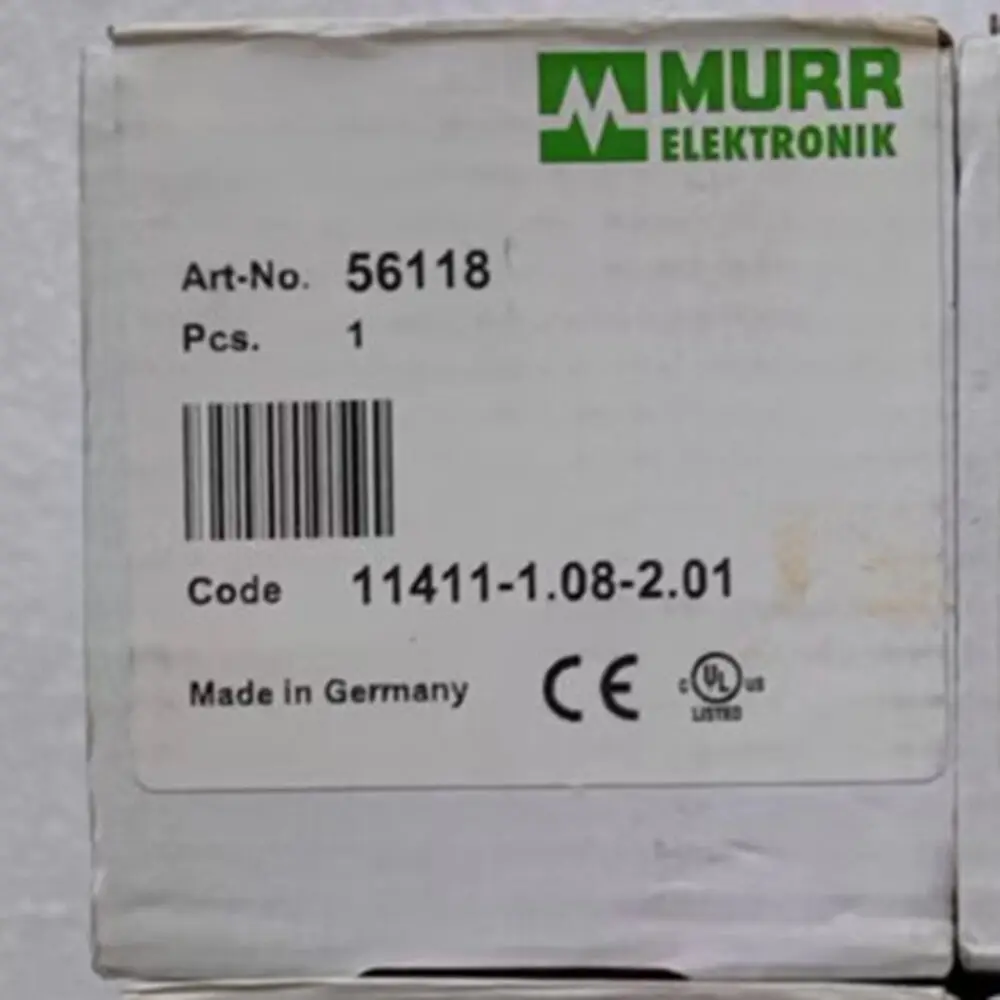 MURR
ELEKTRONIK
Art-No. 56118
Pcs. 1
Code 11411-1.08-2.01
Made in Germany CE c UL US
LISTED